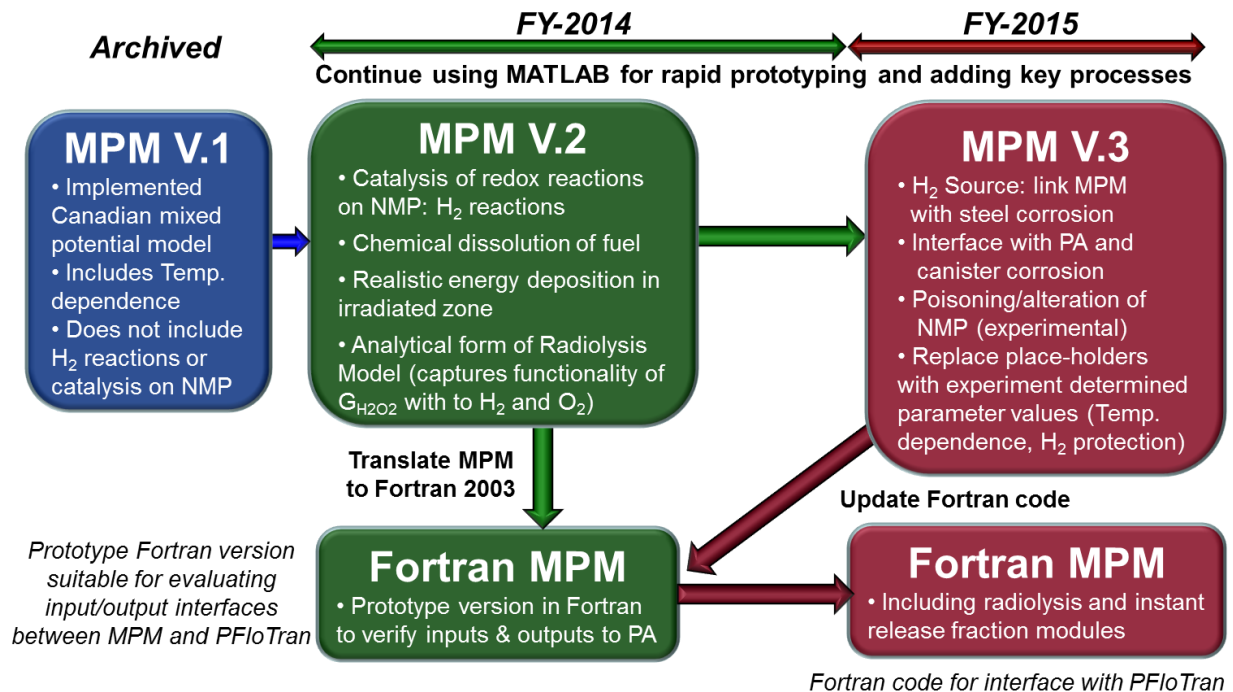 Archived
FY-2014
FY-2015
Continue using MATLAB for rapid prototyping and adding key processes
MPM V.1
• Implemented
Canadian mixed
potential model
• Includes Temp.
dependence
• Does not include
H₂ reactions or
catalysis on NMP
MPM V.2
• Catalysis of redox reactions
on NMP: H₂ reactions
• Chemical dissolution of fuel
• Realistic energy deposition in
irradiated zone
• Analytical form of Radiolysis
Model (captures functionality of
G_H2O2 with to H₂ and O₂)
MPM V.3
• H₂ Source: link MPM
with steel corrosion
• Interface with PA and
canister corrosion
• Poisoning/alteration of
NMP (experimental)
• Replace place-holders
with experiment determined
parameter values (Temp.
dependence, H₂ protection)
Translate MPM
to Fortran 2003
Update Fortran code
Prototype Fortran version
suitable for evaluating
input/output interfaces
between MPM and PFloTran
Fortran MPM
• Prototype version in Fortran
to verify inputs & outputs to PA
Fortran MPM
• Including radiolysis and instant
release fraction modules
Fortran code for interface with PFloTran